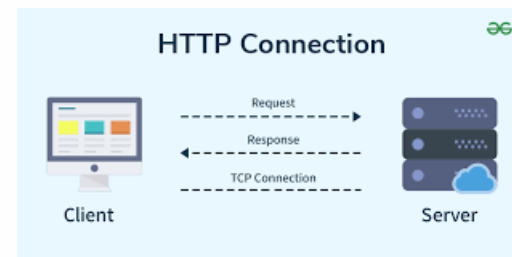 HTTP Connection
Request
Response
TCP Connection
Client
Server